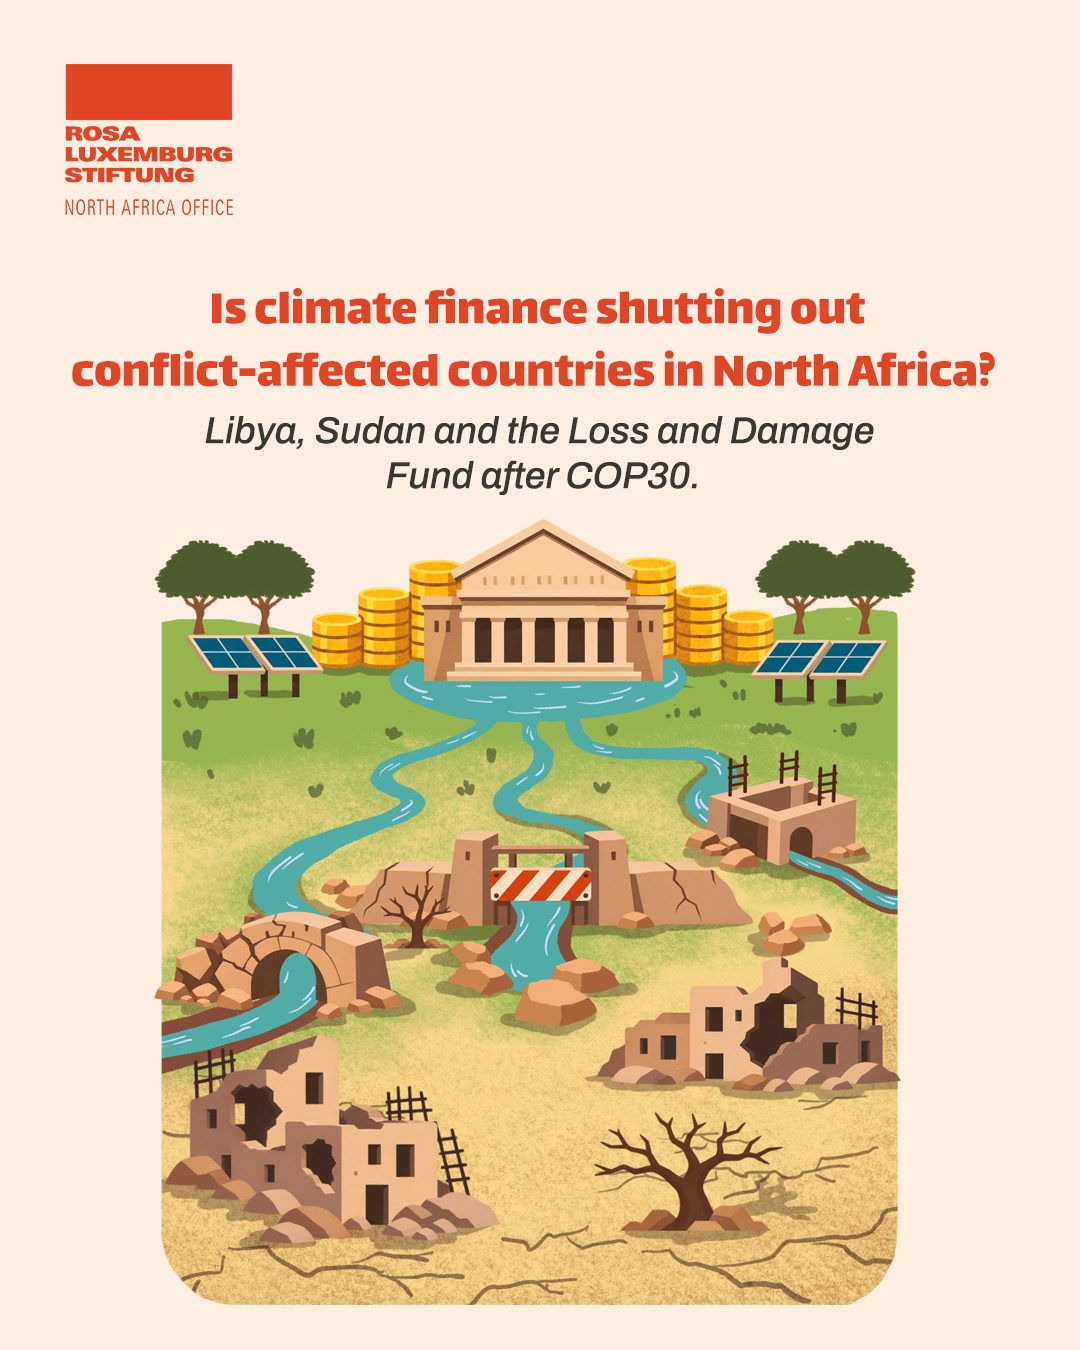 ROSA
LUXEMBURG
STIFTUNG
NORTH AFRICA OFFICE
Is climate finance shutting out
conflict-affected countries in North Africa?
Libya, Sudan and the Loss and Damage
Fund after COP30.